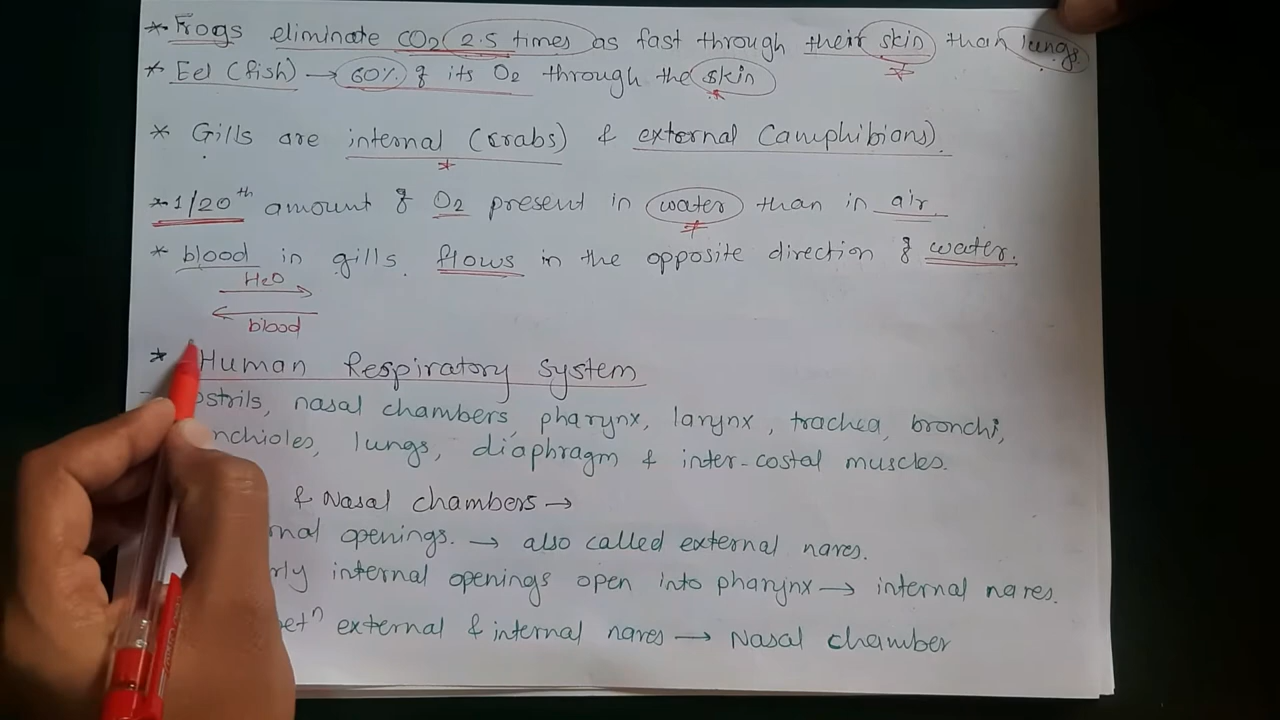 * Frogs eliminate CO2 2.5 times as fast through their skin than lungs.
* Eel (fish) → 60% of its O2 through the skin
* Gills are internal (crabs) & external (amphibians).
* 1/20th amount of O2 present in water than in air.
* blood in gills flows in the opposite direction of water.
H2O
blood
* Human Respiratory System
nasal chambers, pharynx, larynx, trachea, bronchi,
lungs, diaphragm & inter-costal muscles.
& Nasal chambers →
openings. → also called external nares.
internal openings open into pharynx → internal nares.
external & internal nares → Nasal chamber